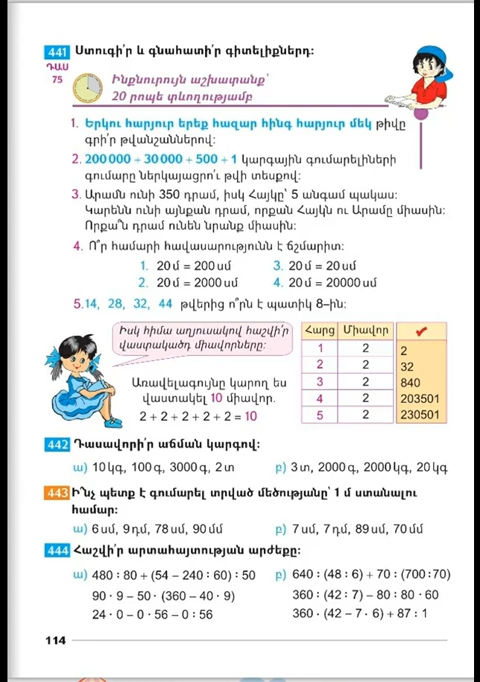 441 Ստուգի՛ր և գնահատի՛ր գիտելիքներդ։
ԴԱՍ
75
Ինքնուրույն աշխատանք՝
20 րոպե տևողությամբ
1. Երկու հարյուր երեք հազար հինգ հարյուր մեկ թիվը
գրի՛ր թվանշաններով։
2. 200 000 + 30 000 + 500 + 1 կարգային գումարելիների
գումարը ներկայացրո՛ւ թվի տեսքով։
3. Արամն ունի 350 դրամ, իսկ Հայկը՝ 5 անգամ պակաս։
Կարենն ունի այնքան դրամ, որքան Հայկն ու Արամը միասին։
Որքա՞ն դրամ ունեն նրանք միասին։
4. Ո՞ր համարի հավասարությունն է ճշմարիտ։
1. 20 մ = 200 սմ 3. 20 մ = 20 սմ
2. 20 մ = 2000 սմ 4. 20 մ = 20000 սմ
5. 14, 28, 32, 44 թվերից ո՞րն է պատիկ 8–ին։
Իսկ հիմա աղյուսակով հաշվի՛ր
վաստակածդ միավորները։
Առավելագույնը կարող ես
վաստակել 10 միավոր.
2 + 2 + 2 + 2 + 2 = 10
Հարց Միավոր ✓
1 2 2
2 2 32
3 2 840
4 2 203501
5 2 230501
442 Դասավորի՛ր աճման կարգով։
ա) 10 կգ, 100 գ, 3000 գ, 2 տ բ) 3 տ, 2000 գ, 2000 կգ, 20 կգ
443 Ի՞նչ պետք է գումարել տրված մեծությանը՝ 1 մ ստանալու
համար։
ա) 6 սմ, 9 դմ, 78 սմ, 90 մմ բ) 7 սմ, 7 դմ, 89 սմ, 70 մմ
444 Հաշվի՛ր արտահայտության արժեքը։
ա) 480 : 80 + (54 – 240 : 60) : 50 բ) 640 : (48 : 6) + 70 : (700 : 70)
90 · 9 – 50 · (360 – 40 · 9) 360 : (42 : 7) – 80 : 80 · 60
24 · 0 – 0 · 56 – 0 : 56 360 · (42 – 7 · 6) + 87 : 1
114